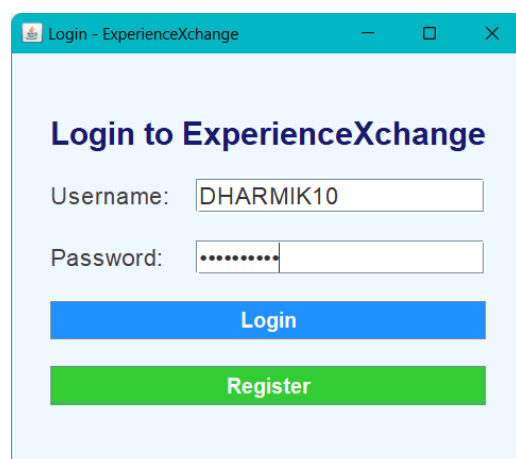 Login - ExperienceXchange
Login to ExperienceXchange
Username: DHARMIK10
Password: ••••••••••
Login
Register